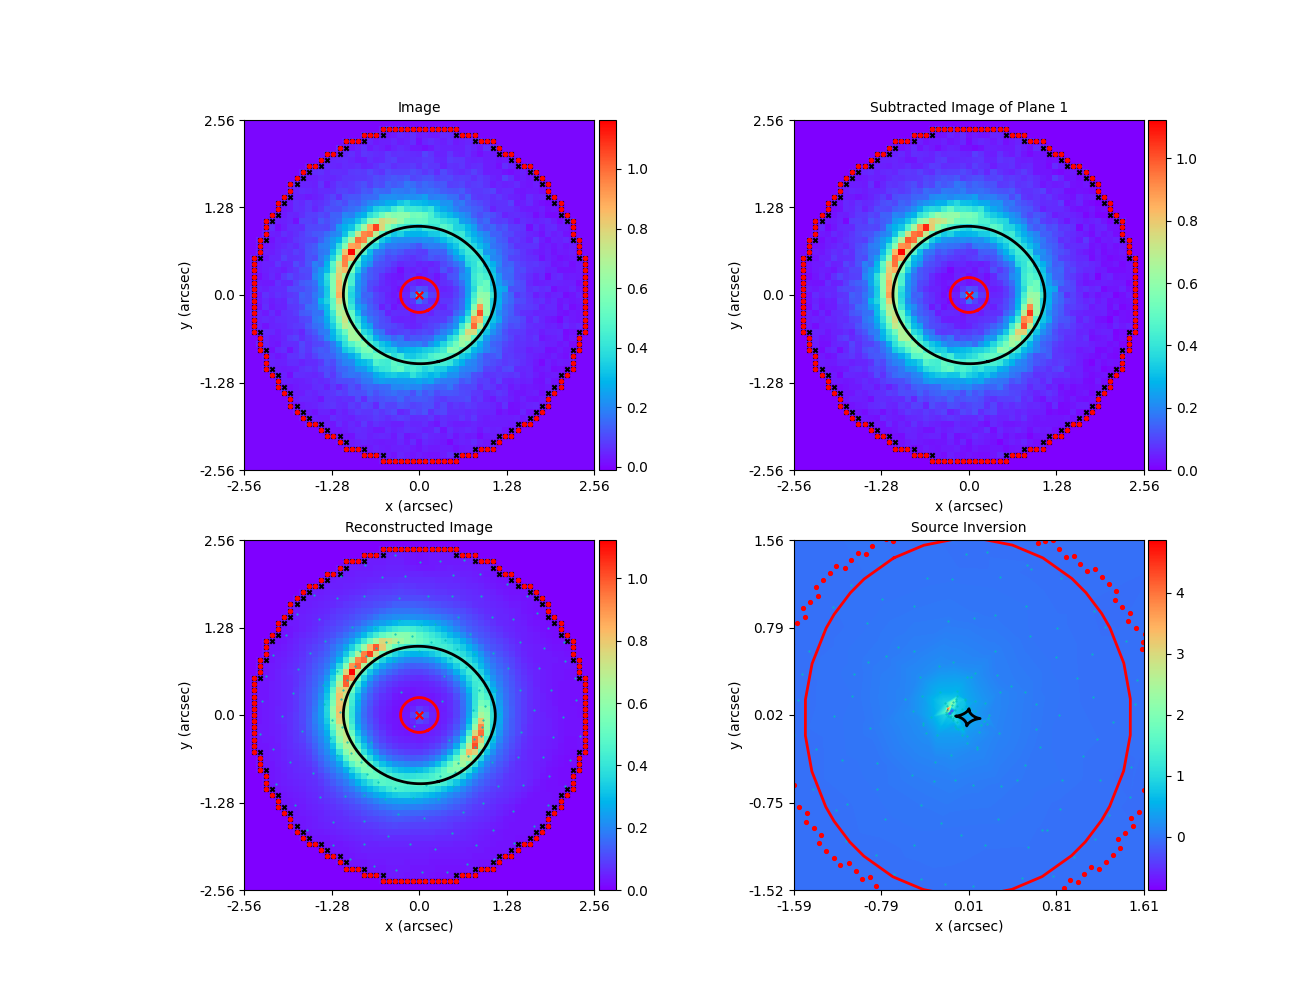 Image
2.56
1.28
0.0
-1.28
-2.56
y (arcsec)
-2.56 -1.28 0.0 1.28 2.56
x (arcsec)
1.0
0.8
0.6
0.4
0.2
0.0
Subtracted Image of Plane 1
2.56
1.28
0.0
-1.28
-2.56
y (arcsec)
-2.56 -1.28 0.0 1.28 2.56
x (arcsec)
1.0
0.8
0.6
0.4
0.2
0.0
Reconstructed Image
2.56
1.28
0.0
-1.28
-2.56
y (arcsec)
-2.56 -1.28 0.0 1.28 2.56
x (arcsec)
1.0
0.8
0.6
0.4
0.2
0.0
Source Inversion
1.56
0.79
0.02
-0.75
-1.52
y (arcsec)
-1.59 -0.79 0.01 0.81 1.61
x (arcsec)
4
3
2
1
0